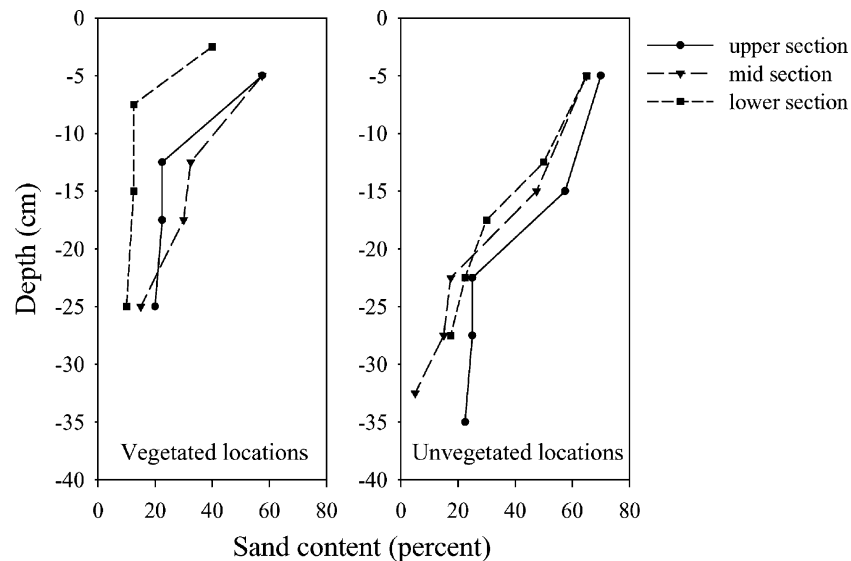 0
-5
-10
-15
-20
-25
-30
-35
-40
Depth (cm)
0 20 40 60 80
Vegetated locations
0
-5
-10
-15
-20
-25
-30
-35
-40
0 20 40 60 80
Unvegetated locations
Sand content (percent)
upper section
mid section
lower section